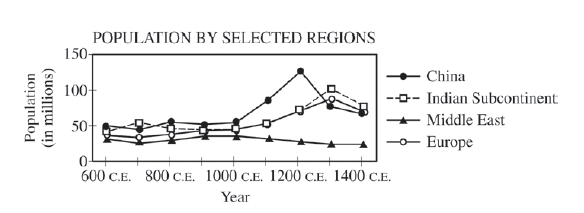 POPULATION BY SELECTED REGIONS
Population
(in millions)
150
100
50
0
600 C.E. 800 C.E. 1000 C.E. 1200 C.E. 1400 C.E.
Year
China
Indian Subcontinent
Middle East
Europe